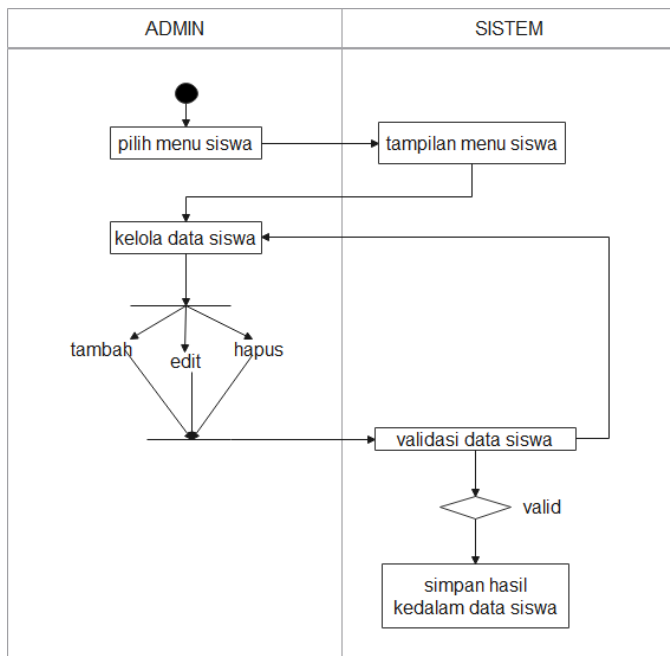 ADMIN
SISTEM
pilih menu siswa
tampilan menu siswa
kelola data siswa
tambah
edit
hapus
validasi data siswa
valid
simpan hasil
kedalam data siswa